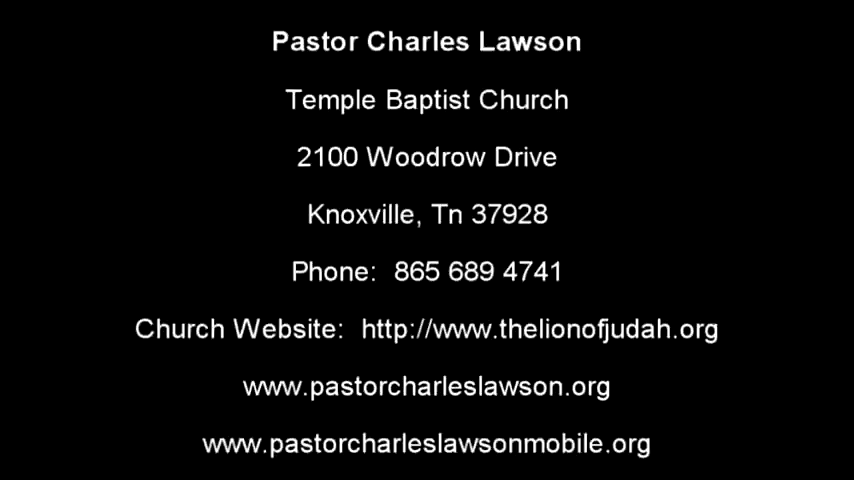 Pastor Charles Lawson
Temple Baptist Church
2100 Woodrow Drive
Knoxville, Tn 37928
Phone:  865 689 4741
Church Website:  http://www.thelionofjudah.org
www.pastorcharleslawson.org
www.pastorcharleslawsonmobile.org